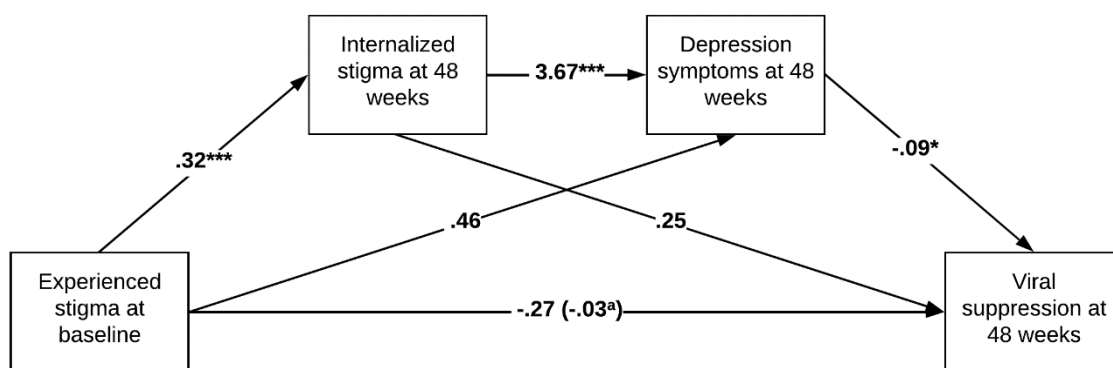 Internalized
stigma at 48
weeks
3.67***
Depression
symptoms at 48
weeks
.32***
-.09*
.46
.25
Experienced
stigma at
baseline
-.27 (-.03ª)
Viral
suppression at
48 weeks